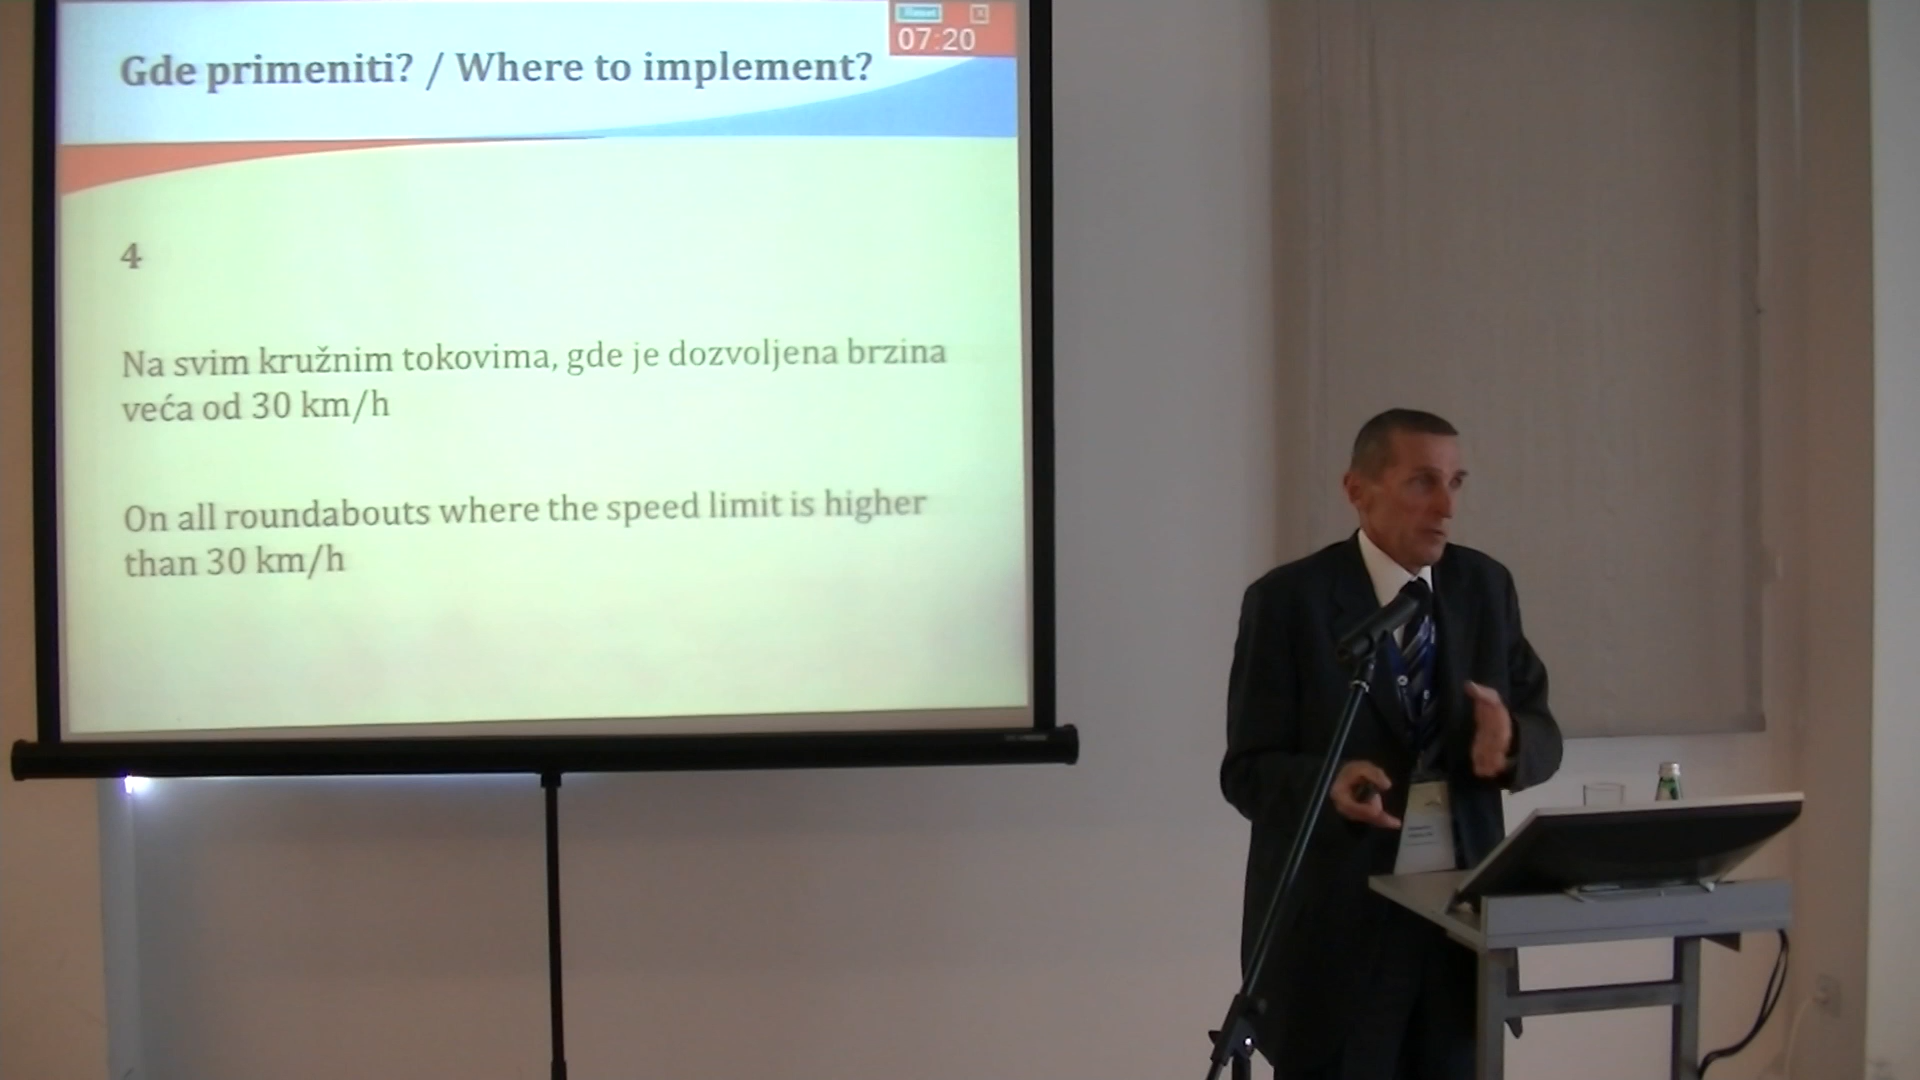 Gde primeniti? / Where to implement?
07:20
4
Na svim kružnim tokovima, gde je dozvoljena brzina
veća od 30 km/h
On all roundabouts where the speed limit is higher
than 30 km/h